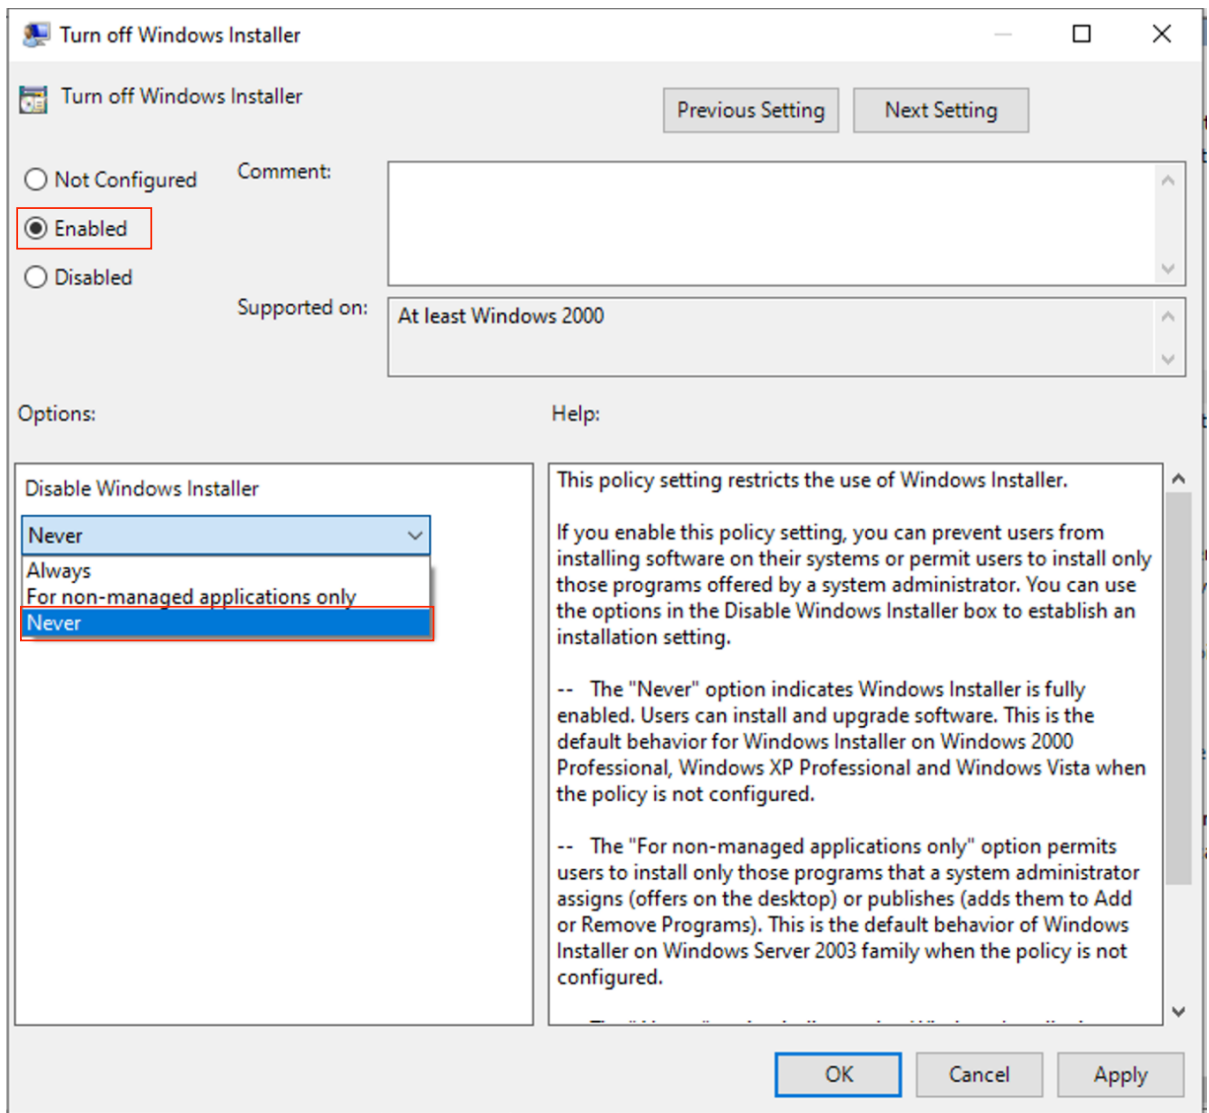 Turn off Windows Installer
Turn off Windows Installer
Previous Setting
Next Setting
Not Configured
Comment:
Enabled
Disabled
Supported on:
At least Windows 2000
Options:
Help:
Disable Windows Installer
Never
Always
For non-managed applications only
Never
This policy setting restricts the use of Windows Installer.
If you enable this policy setting, you can prevent users from
installing software on their systems or permit users to install only
those programs offered by a system administrator. You can use
the options in the Disable Windows Installer box to establish an
installation setting.
-- The "Never" option indicates Windows Installer is fully
enabled. Users can install and upgrade software. This is the
default behavior for Windows Installer on Windows 2000
Professional, Windows XP Professional and Windows Vista when
the policy is not configured.
-- The "For non-managed applications only" option permits
users to install only those programs that a system administrator
assigns (offers on the desktop) or publishes (adds them to Add
or Remove Programs). This is the default behavior of Windows
Installer on Windows Server 2003 family when the policy is not
configured.
OK
Cancel
Apply